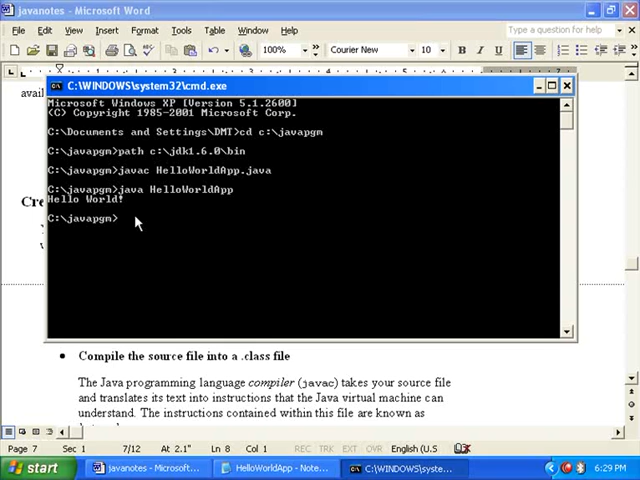 javanotes - Microsoft Word
File Edit View Insert Format Tools Table Window Help
Type a question for help
100% Courier New 10 B I U
avail
C:\WINDOWS\system32\cmd.exe
Microsoft Windows XP [Version 5.1.2600]
(C) Copyright 1985-2001 Microsoft Corp.
C:\Documents and Settings\DMT>cd c:\javapgm
C:\javapgm>path c:\jdk1.6.0\bin
C:\javapgm>javac HelloWorldApp.java
C:\javapgm>java HelloWorldApp
Hello World!
C:\javapgm>
Cre
Compile the source file into a .class file
The Java programming language compiler (javac) takes your source file
and translates its text into instructions that the Java virtual machine can
understand. The instructions contained within this file are known as
Page 7 Sec 1 7/12 At 2.1" Ln 8 Col 1 REC TRK EXT OVR English (U.S
start javanotes - Microsoft... HelloWorldApp - Note... C:\WINDOWS\syste... 6:29 PM